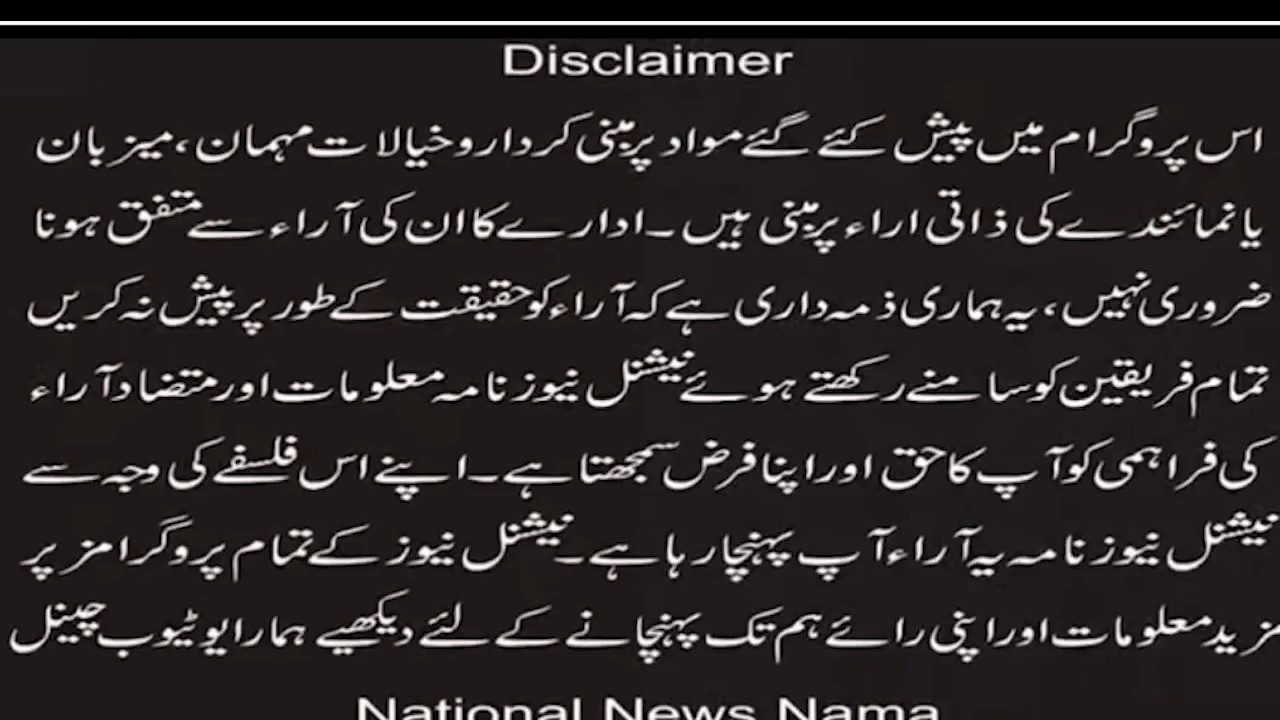 Disclaimer
اس پروگرام میں پیش کئے گئے مواد پر مبنی کردار و خیالات مہمان، میزبان
یا نمائندے کی ذاتی اراء پر مبنی ہیں۔ ادارے کا ان کی آراء سے متفق ہونا
ضروری نہیں، یہ ہماری ذمہ داری ہے کہ آراء کو حقیقت کے طور پر پیش نہ کریں
تمام فریقین کو سامنے رکھتے ہوئے نیشنل نیوز نامہ معلومات اور متضاد آراء
کی فراہمی کو آپ کا حق اور اپنا فرض سمجھتا ہے۔ اپنے اس فلسفے کی وجہ سے
نیشنل نیوز نامہ یہ آراء آپ پہنچا رہا ہے۔ نیشنل نیوز کے تمام پروگرامز پر
مزید معلومات اور اپنی رائے ہم تک پہنچانے کے لئے دیکھیے ہمارا یوٹیوب چینل
National News Nama